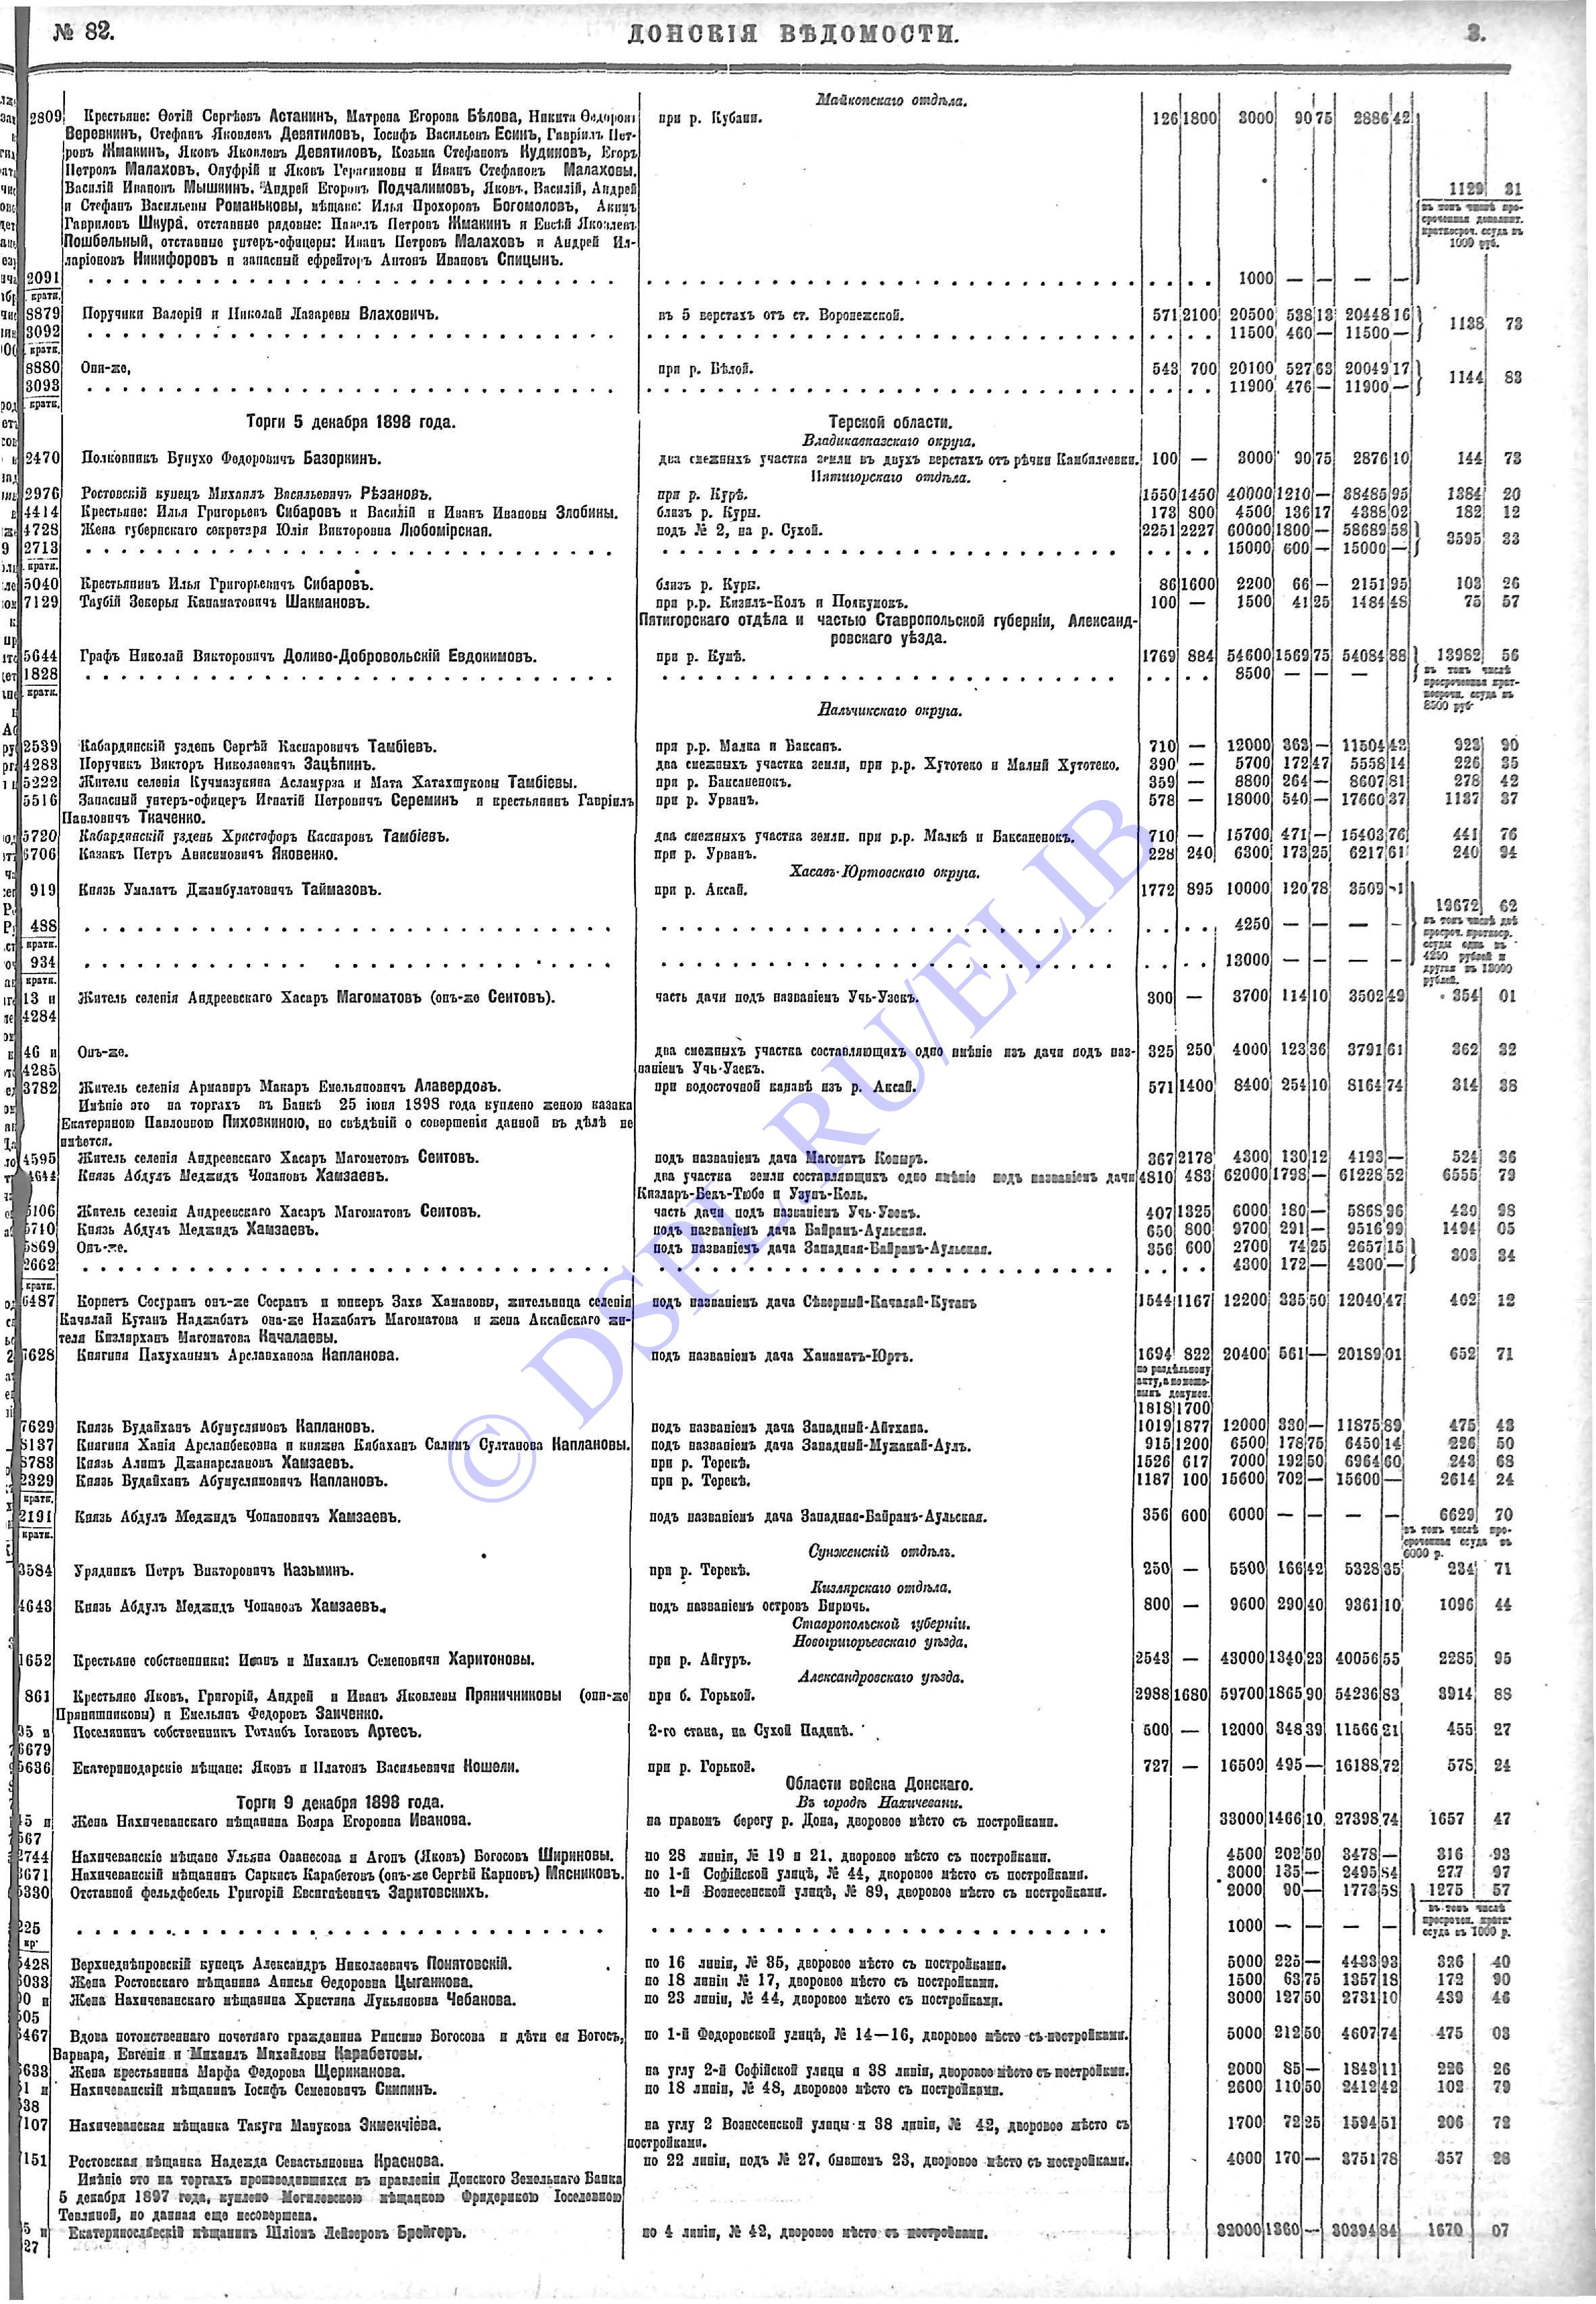 № 82.
ДОНСКІЯ ВѢДОМОСТИ.
3.
Майкопскаго отдѣла.
2809 Крестьяне: Ѳотій Сергѣевъ Астанинъ, Матрена Егорова Бѣлова, Никита Ѳедоровъ при р. Кубани. 126 1800 3000 90 75 2886 42
Веровнинъ, Стефанъ Яковлевъ Девятиловъ, Іосифъ Васильевъ Есинъ, Гавріилъ Пет-
ровъ Жманинъ, Яковъ Яковлевъ Девятиловъ, Козьма Стефановъ Кудиновъ, Егоръ
Петровъ Малаховъ, Онуфрій и Яковъ Герасимовы и Иванъ Стефановъ Малаховы,
Василій Ивановъ Мышкинъ, Андрей Егоровъ Подчалимовъ, Яковъ, Василій, Андрей 1129 31
и Стефанъ Васильевы Романьковы, мѣщане: Илья Прохоровъ Богомоловъ, Акимъ въ томъ числѣ про-
Гавриловъ Шкура, отставные рядовые: Павелъ Петровъ Жманинъ и Евсѣй Яковлевъ сроченная дополнит.
Пошбельный, отставные унтеръ-офицеры: Иванъ Петровъ Малаховъ и Андрей Ил- краткосроч. ссуда въ
ларіоновъ Никифоровъ и запасный ефрейторъ Антонъ Ивановъ Спицынъ. 1000 руб.
2091 1000 — — — —
кратк.
8879 Поручики Валерій и Николай Лазаревы Влаховичъ. въ 5 верстахъ отъ ст. Воронежской. 571 2100 20500 538 13 20448 16 1138 73
3092 11500 460 — 11500 —
кратк.
8880 Они-же, при р. Бѣлой. 543 700 20100 527 63 20049 17 1144 83
3093 11900 476 — 11900 —
кратк.
Торги 5 декабря 1898 года. Терской области.
Владикавказскаго округа.
2470 Полковникъ Бунухо Федоровичъ Базоркинъ. два смежныхъ участка земли въ двухъ верстахъ отъ рѣчки Камбилеевки. 100 — 3000 90 75 2876 10 144 73
Пятигорскаго отдѣла.
2976 Ростовскій купецъ Михаилъ Васильевичъ Рѣзановъ. при р. Курѣ. 1550 1450 40000 1210 — 38485 95 1384 20
4414 Крестьяне: Илья Григорьевъ Сибаровъ и Василій и Иванъ Ивановы Злобины. близъ р. Куры. 173 800 4500 136 17 4388 02 182 12
4728 Жена губернскаго секретаря Юлія Викторовна Любомірская. подъ № 2, на р. Сухой. 2251 2227 60000 1800 — 58689 58 3595 33
2713 15000 600 — 15000 —
кратк.
5040 Крестьянинъ Илья Григорьевичъ Сибаровъ. близъ р. Куры. 86 1600 2200 66 — 2151 95 103 26
7129 Таубій Зекерья Канаматовичъ Шакмановъ. при р.р. Кизилъ-Колъ и Подкумокъ. 100 — 1500 41 25 1484 48 75 57
Пятигорскаго отдѣла и частью Ставропольской губерніи, Александ-
ровскаго уѣзда.
5644 Графъ Николай Викторовичъ Доливо-Добровольскій Евдокимовъ. при р. Кумѣ. 1769 884 54600 1569 75 54084 88 13982 56
1828 8500 — — — въ томъ числѣ
кратк. просроченная крат-
косрочн. ссуда въ
8500 руб.
Нальчикскаго округа.
2539 Кабардинскій уздень Сергѣй Каспаровичъ Тамбіевъ. при р.р. Малка и Баксанъ. 710 — 12000 363 — 11504 42 923 90
4283 Поручикъ Викторъ Николаевичъ Зацѣпинъ. два смежныхъ участка земли, при р.р. Хутотеко и Малый Хутотеко. 390 — 5700 172 47 5558 14 226 35
5222 Жители селенія Кучмазукина Асламурза и Мата Хатахшуковы Тамбіевы. при р. Баксаненокъ. 359 — 8800 264 — 8607 81 278 42
5516 Запасный унтеръ-офицеръ Игнатій Петровичъ Сереминъ и крестьянинъ Гавріилъ при р. Урванъ. 578 — 18000 540 — 17660 37 1137 37
Павловичъ Ткаченко.
5720 Кабардинскій уздень Христофоръ Каспаровъ Тамбіевъ. два смежныхъ участка земли. при р.р. Малкѣ и Баксаненокъ. 710 — 15700 471 — 15403 76 441 76
6706 Казакъ Петръ Анисимовичъ Яковенко. при р. Урванъ. 228 240 6300 173 25 6217 61 240 94
Хасавъ-Юртовскаго округа.
919 Князь Умалатъ Джамбулатовичъ Таймазовъ. при р. Аксай. 1772 895 10000 120 78 3509 19672 62
488 4250 — — — — въ томъ числѣ двѣ
кратк. просроч. краткоср.
ссуды одна въ
934 13000 — — — — 4250 рублей и
кратк. другая въ 13000
рублей.
13 и Житель селенія Андреевскаго Хасаръ Магоматовъ (онъ-же Сеитовъ). часть дачи подъ названіемъ Учь-Узекъ. 300 — 3700 114 10 3502 49 354 01
4284
46 и Онъ-же. два смежныхъ участка составляющихъ одно имѣніе изъ дачи подъ наз- 325 250 4000 123 36 3791 61 362 32
4285 ваніемъ Учь-Узекъ.
3782 Житель селенія Армавиръ Макаръ Емельяновичъ Алавердовъ. при водосточной канавѣ изъ р. Аксай. 571 1400 8400 254 10 8164 74 314 38
Имѣніе это на торгахъ въ Банкѣ 25 іюня 1898 года куплено женою казака
Екатериною Павловною Пиховкиною, но свѣдѣній о совершеніи данной въ дѣлѣ не
имѣется.
4595 Житель селенія Андреевскаго Хасаръ Магометовъ Сеитовъ. подъ названіемъ дача Магоматъ Копыръ. 367 2178 4300 130 12 4193 — 524 36
4644 Князь Абдулъ Меджидъ Чопановъ Хамзаевъ. два участка земли составляющихъ одно имѣніе подъ названіемъ дачи 4810 483 62000 1798 — 61228 52 6555 79
Кизларъ-Бекъ-Тюбе и Узунъ-Коль.
5106 Житель селенія Андреевскаго Хасаръ Магоматовъ Сеитовъ. часть дачи подъ названіемъ Учь-Узекъ. 407 1325 6000 180 — 5868 96 439 98
5710 Князь Абдулъ Меджидъ Хамзаевъ. подъ названіемъ дача Байрамъ-Аульская. 650 800 9700 291 — 9516 99 1494 05
5869 Онъ-же. подъ названіемъ дача Западная-Байрамъ-Аульская. 356 600 2700 74 25 2657 15 303 34
2662 4300 172 — 4300 —
кратк.
6487 Корнетъ Сосуранъ онъ-же Сосранъ и юнкеръ Заха Хамавовы, жительница селенія подъ названіемъ дача Сѣверный-Качалай-Кутанъ 1544 1167 12200 335 50 12040 47 402 12
Качалай Кутанъ Наджабатъ она-же Нажабатъ Магоматова и жена Аксайскаго жи-
теля Кизлярханъ Магоматова Качалаевы.
7628 Княгиня Пахуханымъ Арсланханова Капланова. подъ названіемъ дача Хамаматъ-Юртъ. 1694 822 20400 561 — 20189 01 652 71
по раздѣльному
акту, а по меже-
вымъ докумен.
1818 1700
7629 Князь Будайханъ Абумуслимовъ Каплановъ. подъ названіемъ дача Западный-Айтхана. 1019 1877 12000 330 — 11875 89 475 43
8137 Княгиня Ханія Арсланбековна и княжна Кябаханъ Салимъ Султанова Каплановы. подъ названіемъ дача Западный-Мужакай-Аулъ. 915 1200 6500 178 75 6450 14 226 50
8783 Князь Алишъ Джанарслановъ Хамзаевъ. при р. Терекѣ. 1526 617 7000 192 50 6964 60 243 68
2329 Князь Будайханъ Абумуслимовичъ Каплановъ. при р. Терекѣ. 1187 100 15600 702 — 15600 — 2614 24
кратк.
2191 Князь Абдулъ Меджидъ Чопановичъ Хамзаевъ. подъ названіемъ дача Западная-Байрамъ-Аульская. 356 600 6000 — — — — 6629 70
кратк. въ томъ числѣ про-
сроченная ссуда въ
Сунженскій отдѣлъ. 6000 р.
3584 Урядникъ Петръ Викторовичъ Казьминъ. при р. Терекѣ. 250 — 5500 166 42 5328 35 234 71
Кизлярскаго отдѣла.
4643 Князь Абдулъ Меджидъ Чопановъ Хамзаевъ. подъ названіемъ островъ Бирючь. 800 — 9600 290 40 9361 10 1096 44
Ставропольской губерніи.
Новогригорьевскаго уѣзда.
1652 Крестьяне собственники: Иванъ и Михаилъ Семеновичи Харитоновы. при р. Айгуръ. 2543 — 43000 1340 23 40056 55 2285 95
Александровскаго уѣзда.
861 Крестьяне Яковъ, Григорій, Андрей и Иванъ Яковлевы Пряничниковы (они-же при б. Горькой. 2988 1680 59700 1865 90 54236 83 3914 88
Прянишниковы) и Емельянъ Федоровъ Заиченко.
95 и Поселянинъ собственникъ Готлибъ Іогановъ Артесъ. 2-го стана, на Сухой Падинѣ. 500 — 12000 348 39 11566 21 455 27
6679
5636 Екатеринодарскіе мѣщане: Яковъ и Платонъ Васильевичи Кошели. при р. Горькой. 727 — 16500 495 — 16188 72 578 24
Области войска Донскаго.
Торги 9 декабря 1898 года. Въ городѣ Нахичевани.
45 и Жена Нахичеванскаго мѣщанина Бояра Егоровна Иванова. на правомъ берегу р. Дона, дворовое мѣсто съ постройками. 33000 1466 10 27398 74 1657 47
567
2744 Нахичеванскіе мѣщане Ульяна Ованесова и Агопъ (Яковъ) Богосовъ Шириновы. по 28 линіи, № 19 и 21, дворовое мѣсто съ постройками. 4500 202 50 3478 — 316 93
3671 Нахичеванскій мѣщанинъ Саркисъ Карабетовъ (онъ-же Сергѣй Карповъ) Мясниковъ. по 1-й Софійской улицѣ, № 44, дворовое мѣсто съ постройками. 3000 135 — 2495 84 277 97
5330 Отставной фельдфебель Григорій Евсигнѣевичъ Заритовскихъ. по 1-й Вознесенской улицѣ, № 89, дворовое мѣсто съ постройками. 2000 90 — 1773 58 1275 57
въ томъ числѣ
225 1000 — — — — просрочен. кратк.
кр. ссуда въ 1000 р.
5428 Верхнеднѣпровскій купецъ Александръ Николаевичъ Понятовскій. по 16 линіи, № 35, дворовое мѣсто съ постройками. 5000 225 — 4433 93 326 40
6033 Жена Ростовскаго мѣщанина Анисья Ѳедоровна Цыганкова. по 18 линіи № 17, дворовое мѣсто съ постройками. 1500 63 75 1357 18 172 90
0 и Жена Нахичеванскаго мѣщанина Христина Лукьяновна Чебанова. по 23 линіи, № 44, дворовое мѣсто съ постройками. 3000 127 50 2731 10 439 46
05
6467 Вдова потомственнаго почетнаго гражданина Рипсиме Богосова и дѣти ея Богосъ, по 1-й Федоровской улицѣ, № 14—16, дворовое мѣсто съ постройками. 5000 212 50 4607 74 475 03
Варвара, Евгенія и Михаилъ Михайловы Карабетовы.
6633 Жена крестьянина Марфа Федорова Щериканова. на углу 2-й Софійской улицы и 38 линіи, дворовое мѣсто съ постройками. 2000 85 — 1843 11 226 26
1 и Нахичеванскій мѣщанинъ Іосифъ Семеновичъ Скипинъ. по 18 линіи, № 48, дворовое мѣсто съ постройками. 2600 110 50 2412 42 102 79
38
7107 Нахичеванская мѣщанка Такуги Манукова Экменчіева. на углу 2 Вознесенской улицы и 38 линіи, № 42, дворовое мѣсто съ 1700 72 25 1594 51 206 72
постройками.
7151 Ростовская мѣщанка Надежда Севастьяновна Краснова. по 22 линіи, подъ № 27, бывшемъ 23, дворовое мѣсто съ постройками. 4000 170 — 3751 78 357 28
Имѣніе это на торгахъ производившихся въ правленіи Донского Земельнаго Банка
5 декабря 1897 года, куплено Могилевскою мѣщанкою Фридерикою Іоселевною
Тевлиной, но данная еще несовершена.
5 и Екатеринославскій мѣщанинъ Шліомъ Лейзеровъ Брейгеръ. по 4 линіи, № 42, дворовое мѣсто съ постройками. 32000 1360 — 30394 84 1670 07
27
© DSPL.RU/ELIB